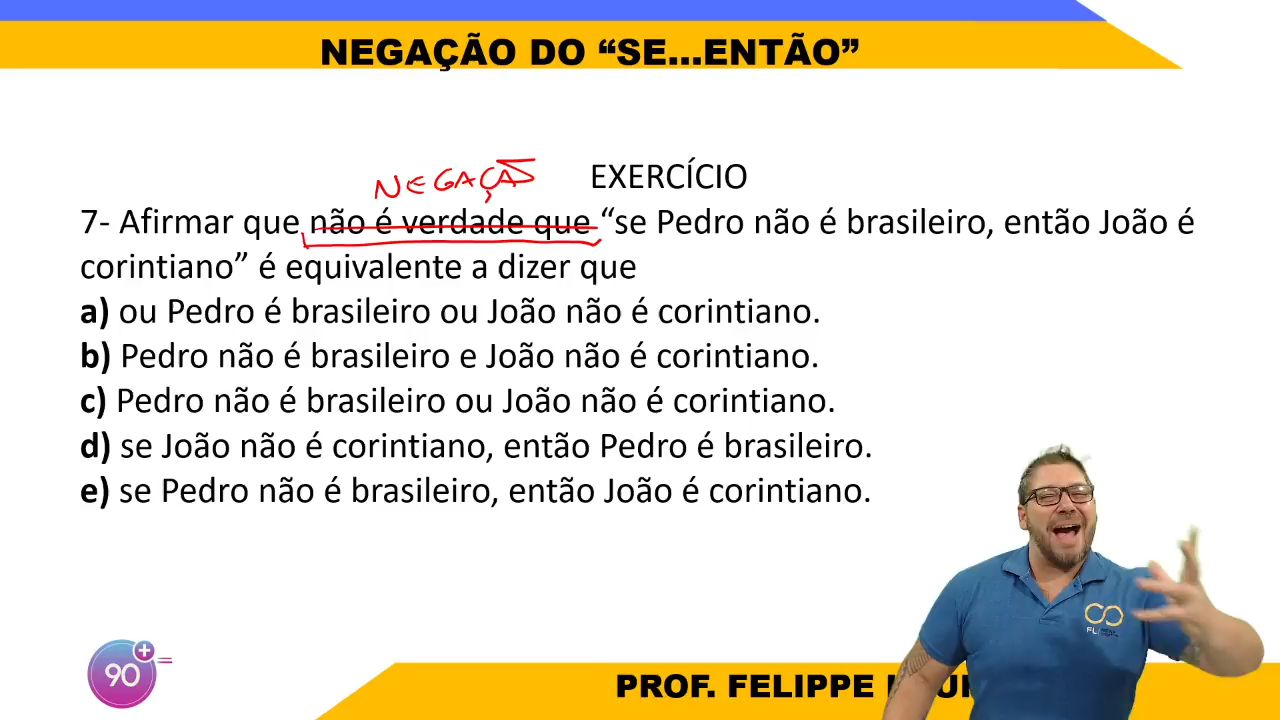 NEGAÇÃO DO “SE...ENTÃO”
NEGAÇÃO
EXERCÍCIO
7- Afirmar que não é verdade que “se Pedro não é brasileiro, então João é
corintiano” é equivalente a dizer que
a) ou Pedro é brasileiro ou João não é corintiano.
b) Pedro não é brasileiro e João não é corintiano.
c) Pedro não é brasileiro ou João não é corintiano.
d) se João não é corintiano, então Pedro é brasileiro.
e) se Pedro não é brasileiro, então João é corintiano.
FL
90+
PROF. FELIPPE